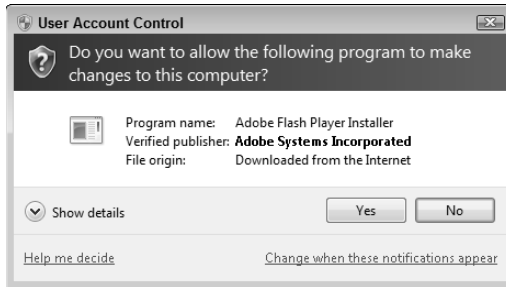 User Account Control
Do you want to allow the following program to make
changes to this computer?
Program name: Adobe Flash Player Installer
Verified publisher: Adobe Systems Incorporated
File origin: Downloaded from the Internet
Show details
Yes
No
Help me decide
Change when these notifications appear